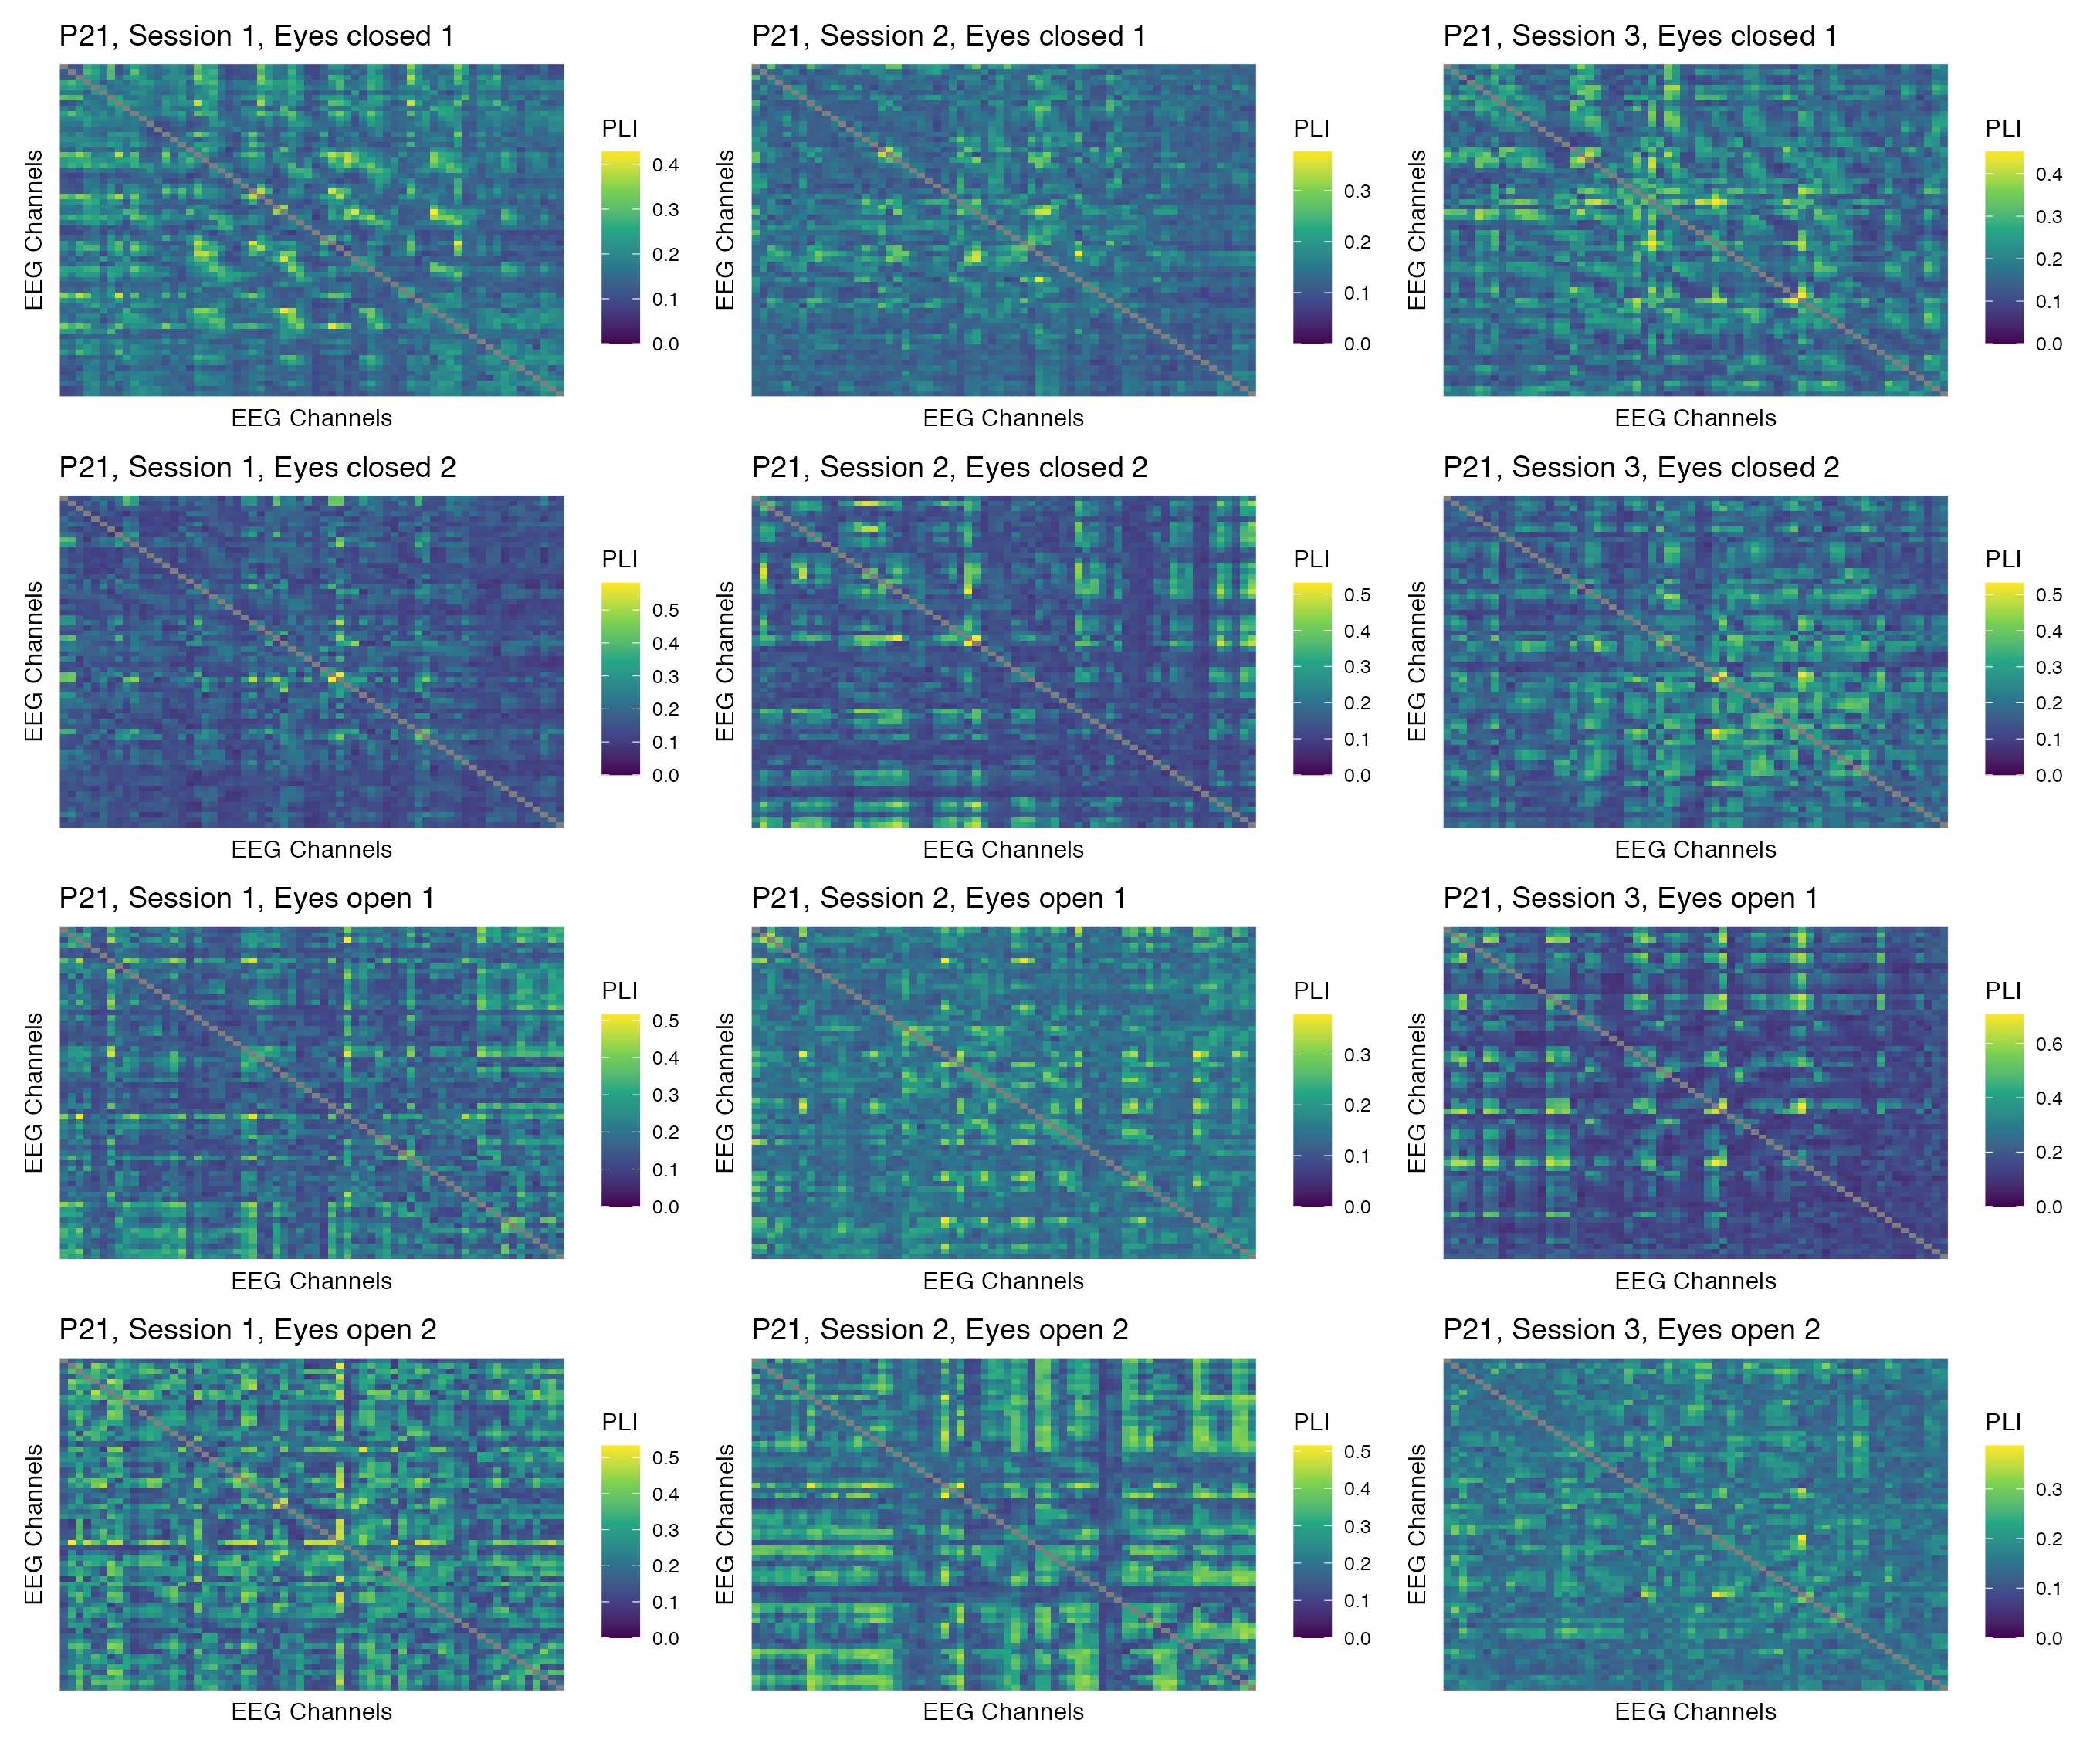 P21, Session 1, Eyes closed 1
EEG Channels
EEG Channels
PLI
0.4
0.3
0.2
0.1
0.0
P21, Session 2, Eyes closed 1
EEG Channels
EEG Channels
PLI
0.3
0.2
0.1
0.0
P21, Session 3, Eyes closed 1
EEG Channels
EEG Channels
PLI
0.4
0.3
0.2
0.1
0.0
P21, Session 1, Eyes closed 2
EEG Channels
EEG Channels
PLI
0.5
0.4
0.3
0.2
0.1
0.0
P21, Session 2, Eyes closed 2
EEG Channels
EEG Channels
PLI
0.5
0.4
0.3
0.2
0.1
0.0
P21, Session 3, Eyes closed 2
EEG Channels
EEG Channels
PLI
0.5
0.4
0.3
0.2
0.1
0.0
P21, Session 1, Eyes open 1
EEG Channels
EEG Channels
PLI
0.5
0.4
0.3
0.2
0.1
0.0
P21, Session 2, Eyes open 1
EEG Channels
EEG Channels
PLI
0.3
0.2
0.1
0.0
P21, Session 3, Eyes open 1
EEG Channels
EEG Channels
PLI
0.6
0.4
0.2
0.0
P21, Session 1, Eyes open 2
EEG Channels
EEG Channels
PLI
0.5
0.4
0.3
0.2
0.1
0.0
P21, Session 2, Eyes open 2
EEG Channels
EEG Channels
PLI
0.5
0.4
0.3
0.2
0.1
0.0
P21, Session 3, Eyes open 2
EEG Channels
EEG Channels
PLI
0.3
0.2
0.1
0.0